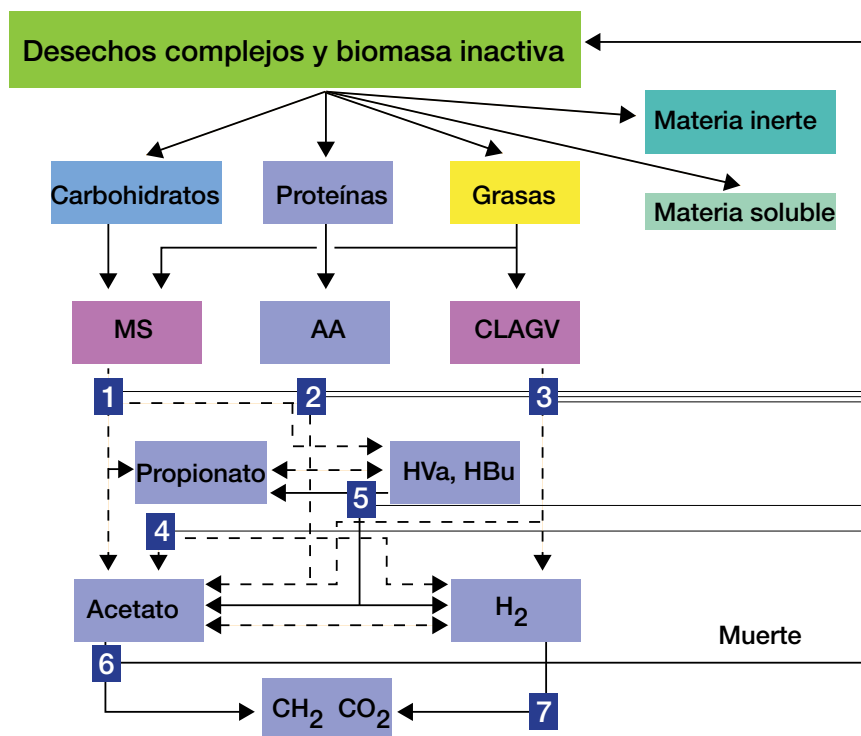 Desechos complejos y biomasa inactiva
Materia inerte
Carbohidratos
Proteínas
Grasas
Materia soluble
MS
AA
CLAGV
1
2
3
Propionato
HVa, HBu
5
4
Acetato
H₂
Muerte
6
CH₂ CO₂
7